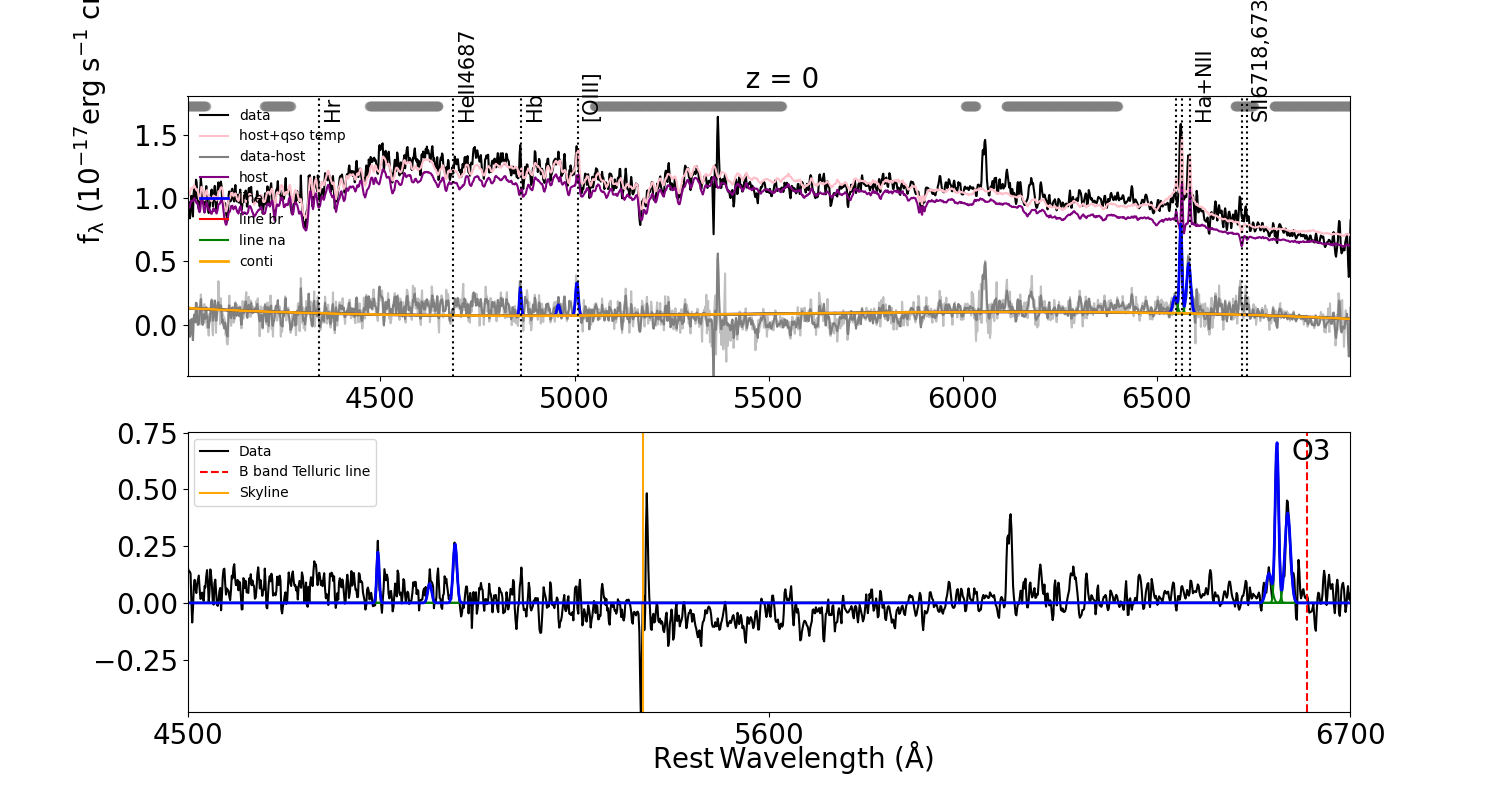 z = 0
Hr
HeII4687
Hb
[OIII]
Ha+NII
SII6718,673
fλ (10⁻¹⁷erg s⁻¹ c
data
host+qso temp
data-host
host
line br
line na
conti
1.5
1.0
0.5
0.0
4500
5000
5500
6000
6500
Data
B band Telluric line
Skyline
O3
0.75
0.50
0.25
0.00
−0.25
4500
5600
6700
Rest Wavelength (Å)